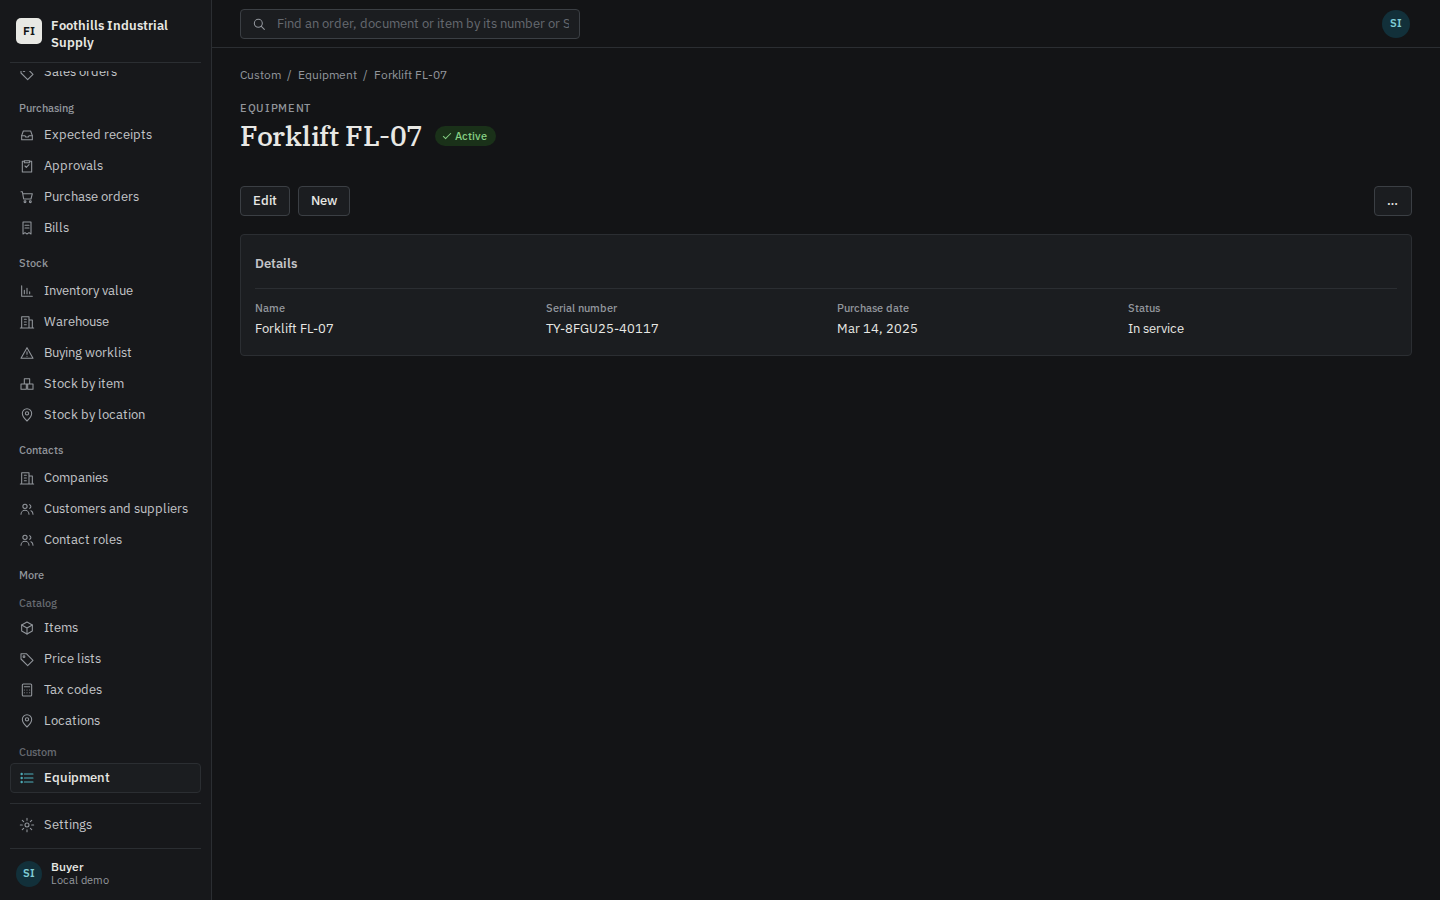 FI
Foothills Industrial
Supply
Sales orders
Purchasing
Expected receipts
Approvals
Purchase orders
Bills
Stock
Inventory value
Warehouse
Buying worklist
Stock by item
Stock by location
Contacts
Companies
Customers and suppliers
Contact roles
More
Catalog
Items
Price lists
Tax codes
Locations
Custom
Equipment
Settings
SI
Buyer
Local demo
Find an order, document or item by its number or S
SI
Custom / Equipment / Forklift FL-07
EQUIPMENT
Forklift FL-07
Active
Edit
New
...
Details
Name
Serial number
Purchase date
Status
Forklift FL-07
TY-8FGU25-40117
Mar 14, 2025
In service